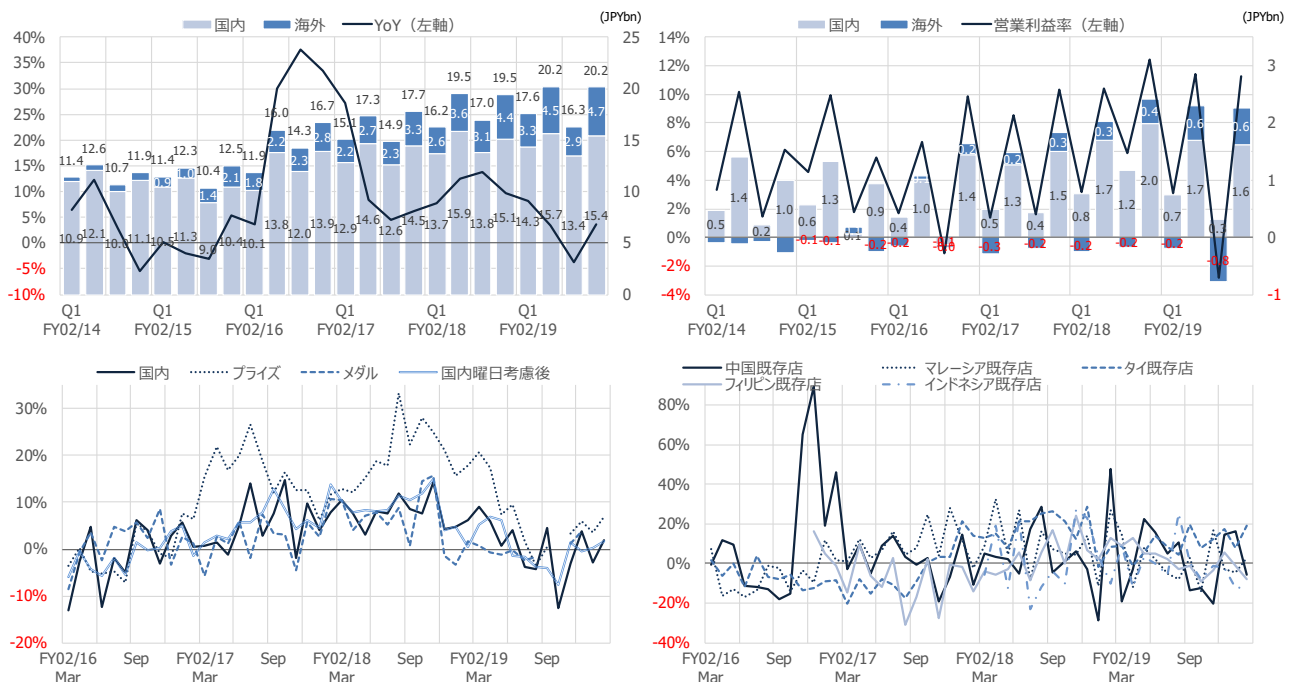 国内 海外 YoY（左軸） (JPYbn)
40%
35%
30%
25%
20%
15%
10%
5%
0%
-5%
-10%
25
20
15
10
5
0
11.4 12.6 10.7 11.9 11.4 12.3 10.4 12.5 11.9 16.0 14.3 16.7 15.1 17.3 14.9 17.7 16.2 19.5 17.0 19.5 17.6 20.2 16.3 20.2
0.9 1.0 1.4 2.1 1.8 2.2 2.3 2.8 2.2 2.7 2.3 3.3 2.6 3.6 3.1 4.4 3.3 4.5 2.9 4.7
10.9 12.1 11.1 10.5 11.3 9.0 10.4 10.1 13.8 12.0 13.9 12.9 14.6 12.6 14.5 13.7 15.9 13.8 15.1 14.3 15.7 13.4 15.4
Q1 Q1 Q1 Q1 Q1 Q1
FY02/14 FY02/15 FY02/16 FY02/17 FY02/18 FY02/19
国内 海外 営業利益率（左軸） (JPYbn)
14%
12%
10%
8%
6%
4%
2%
0%
-2%
-4%
3
2
1
0
-1
0.2 0.2 0.3 0.3 0.4 0.6 0.6
0.5 1.4 0.2 1.0 0.6 1.3 0.1 0.9 0.4 1.0 1.4 0.5 1.3 0.4 1.5 0.8 1.7 1.2 2.0 0.7 1.7 0.3 1.6
-0.1 -0.1 -0.2 -0.2 -0.1 -0.3 -0.2 -0.2 -0.2 -0.2 -0.8
Q1 Q1 Q1 Q1 Q1 Q1
FY02/14 FY02/15 FY02/16 FY02/17 FY02/18 FY02/19
国内 プライズ メダル 国内曜日考慮後
30%
20%
10%
0%
-10%
-20%
FY02/16 Sep FY02/17 Sep FY02/18 Sep FY02/19 Sep
Mar Mar Mar Mar
中国既存店 マレーシア既存店 タイ既存店
フィリピン既存店 インドネシア既存店
80%
60%
40%
20%
0%
-20%
-40%
FY02/16 Sep FY02/17 Sep FY02/18 Sep FY02/19 Sep
Mar Mar Mar Mar